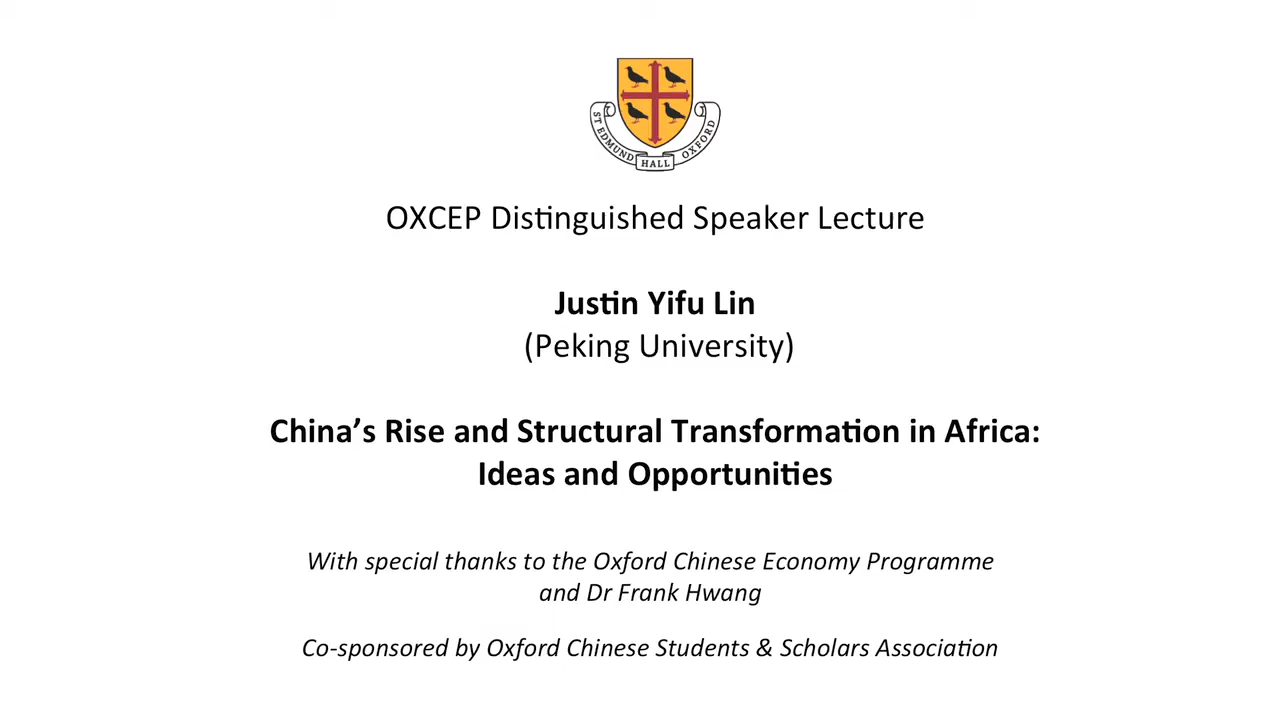 ST EDMUND HALL OXFORD
OXCEP Distinguished Speaker Lecture
Justin Yifu Lin
(Peking University)
China’s Rise and Structural Transformation in Africa:
Ideas and Opportunities
With special thanks to the Oxford Chinese Economy Programme
and Dr Frank Hwang
Co-sponsored by Oxford Chinese Students & Scholars Association